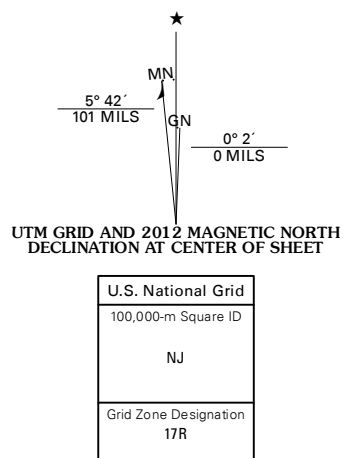 ★
MN
5° 42´
101 MILS
GN
0° 2´
0 MILS
UTM GRID AND 2012 MAGNETIC NORTH
DECLINATION AT CENTER OF SHEET
U.S. National Grid
100,000-m Square ID
NJ
Grid Zone Designation
17R